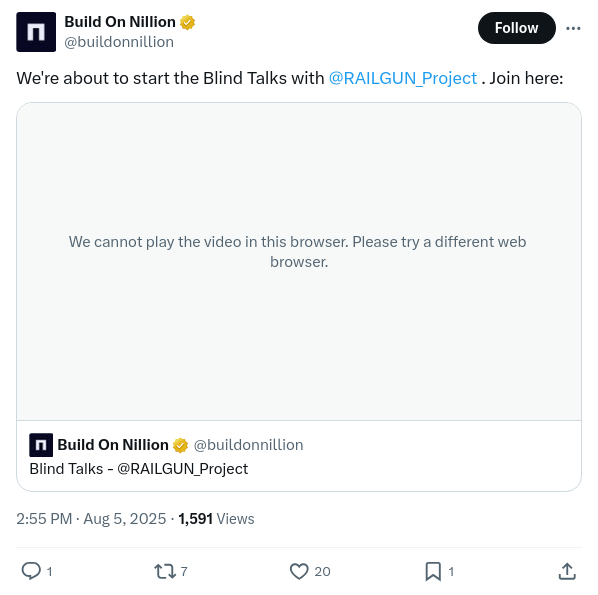 Build On Nillion
@buildonnillion
Follow
We're about to start the Blind Talks with @RAILGUN_Project . Join here:
We cannot play the video in this browser. Please try a different web
browser.
Build On Nillion @buildonnillion
Blind Talks - @RAILGUN_Project
2:55 PM · Aug 5, 2025 · 1,591 Views
1 7 20 1